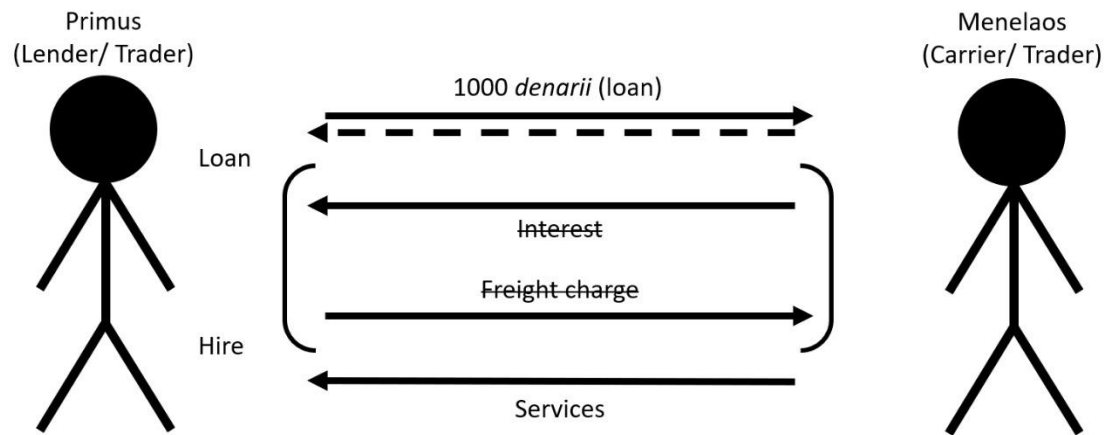 Primus
(Lender/ Trader)
Menelaos
(Carrier/ Trader)
1000 denarii (loan)
Loan
Interest
Freight charge
Hire
Services